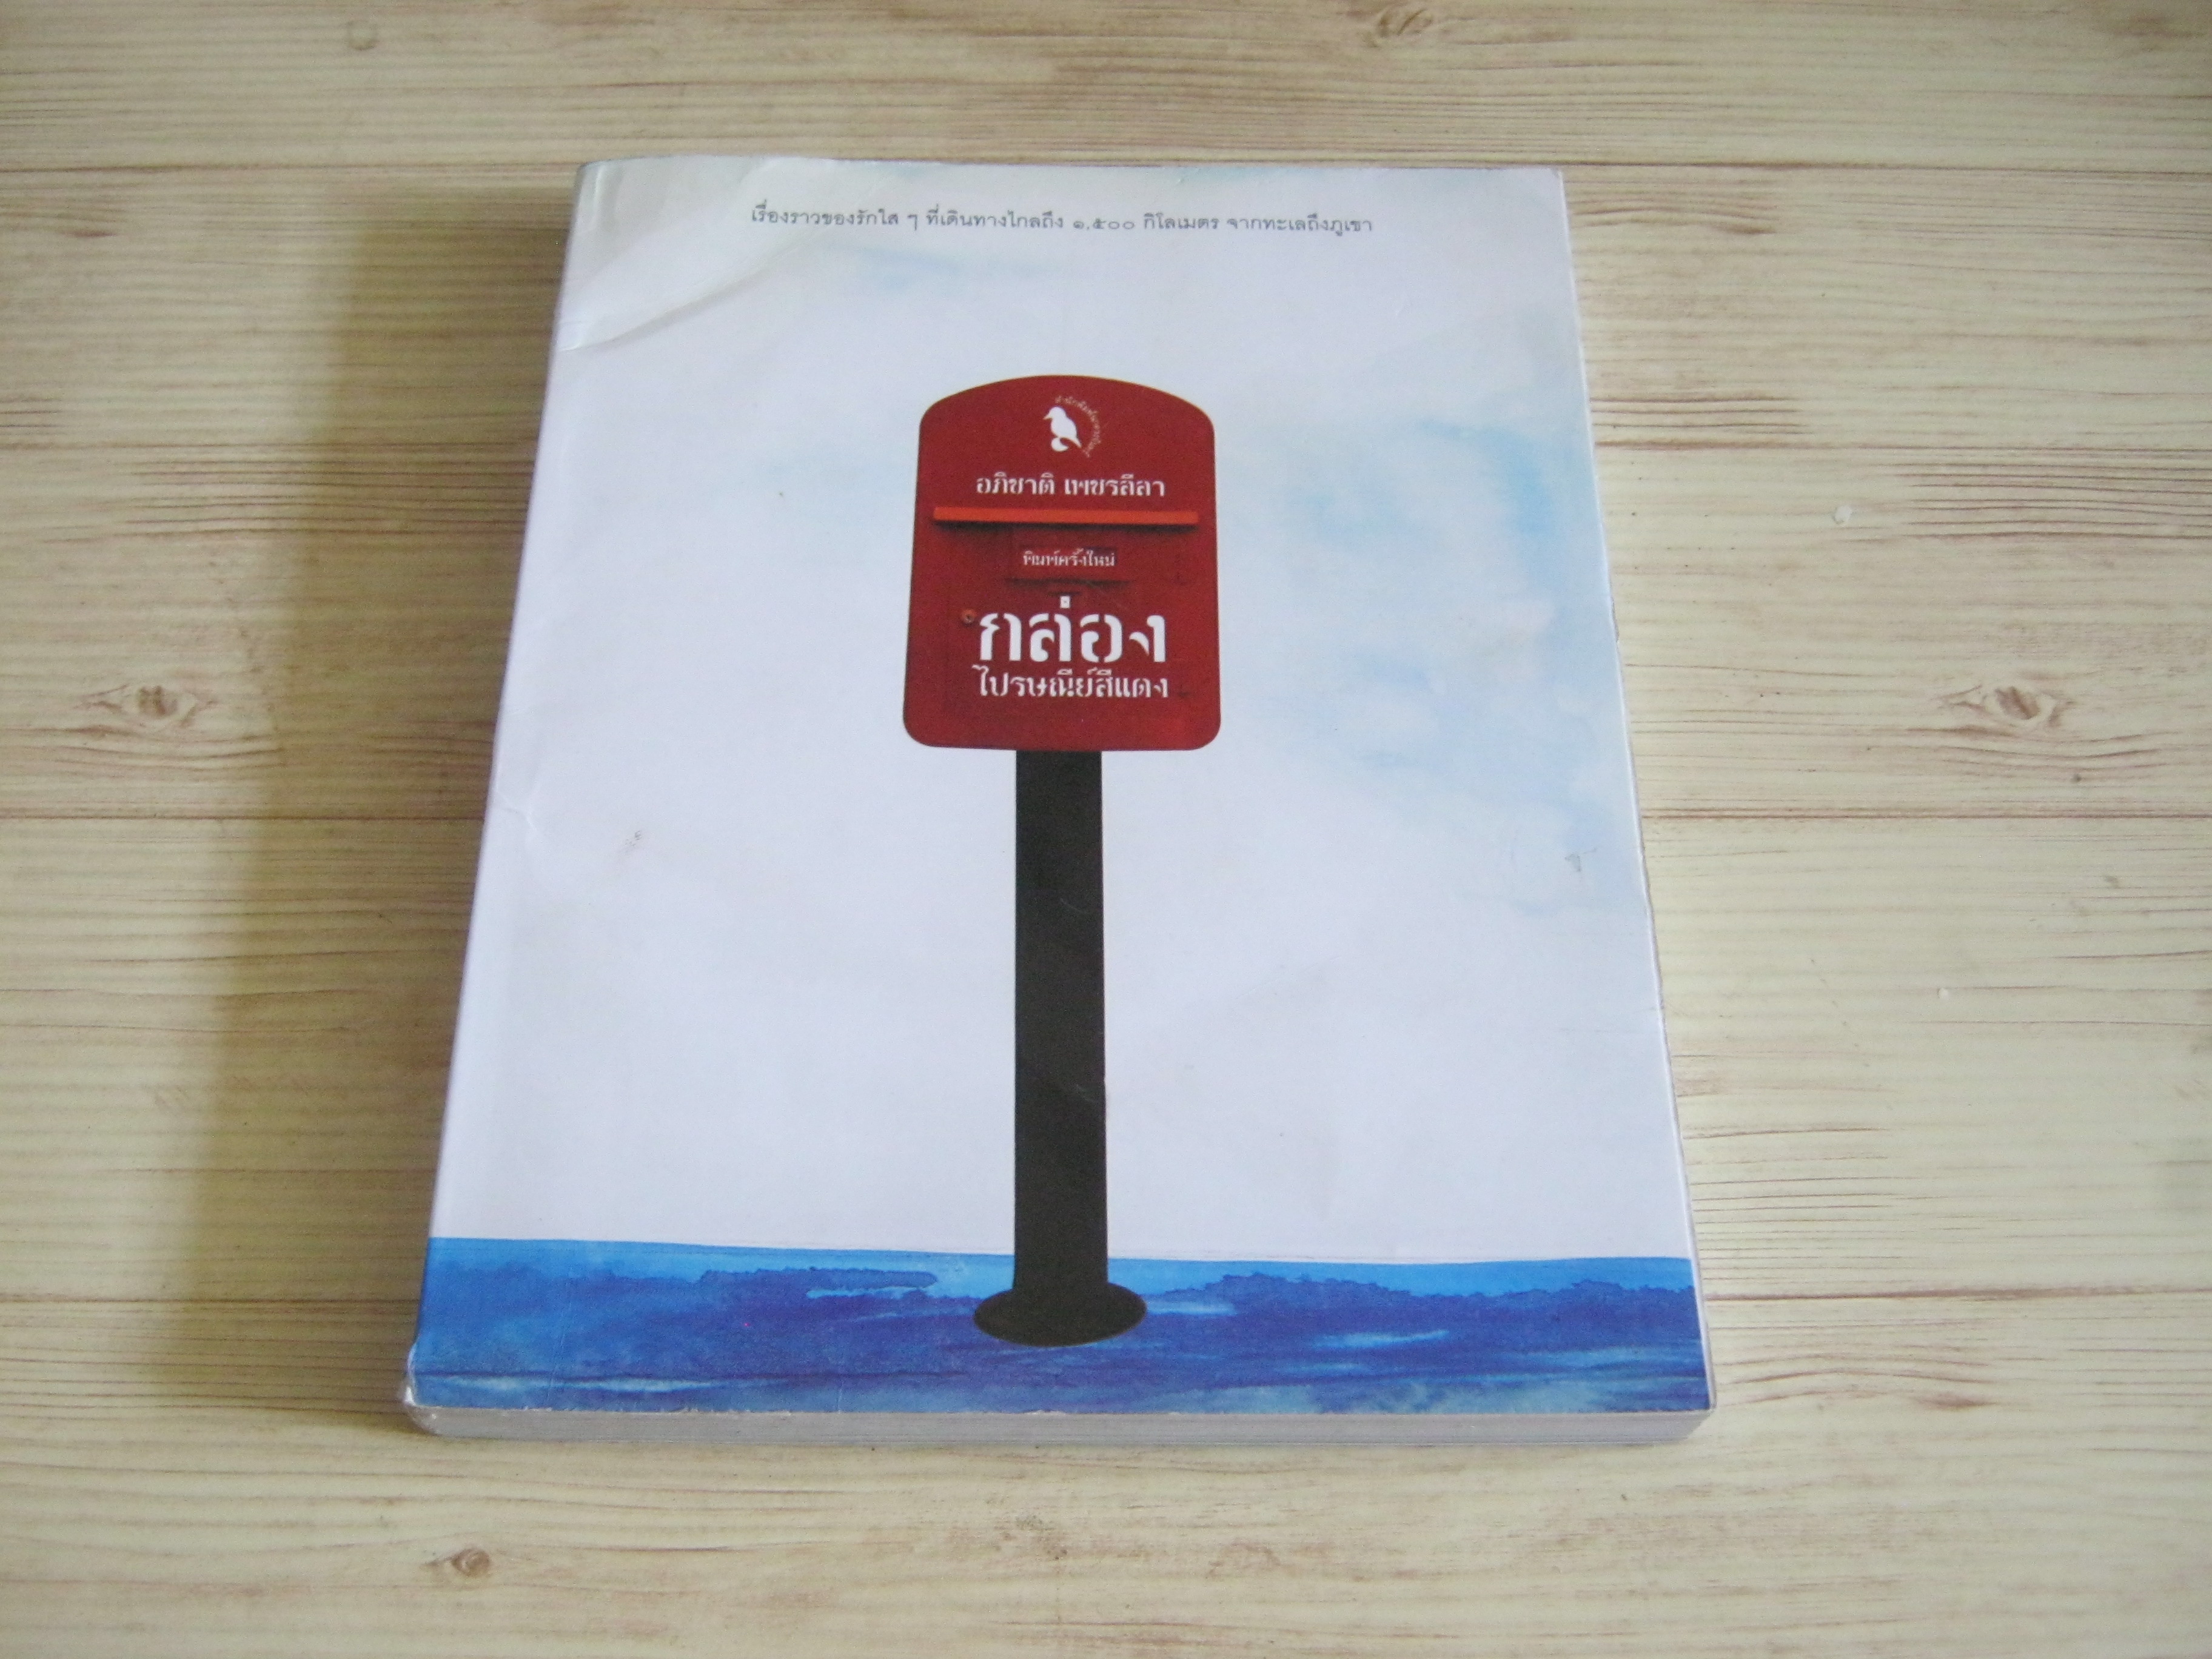 เรื่องราวของรักใส ๆ ที่เดินทางไกลถึง ๑,๕๐๐ กิโลเมตร จากทะเลถึงภูเขา
อภิชาติ เพชรลีลา
พิมพ์ครั้งใหม่
กล่อง
ไปรษณีย์สีแดง